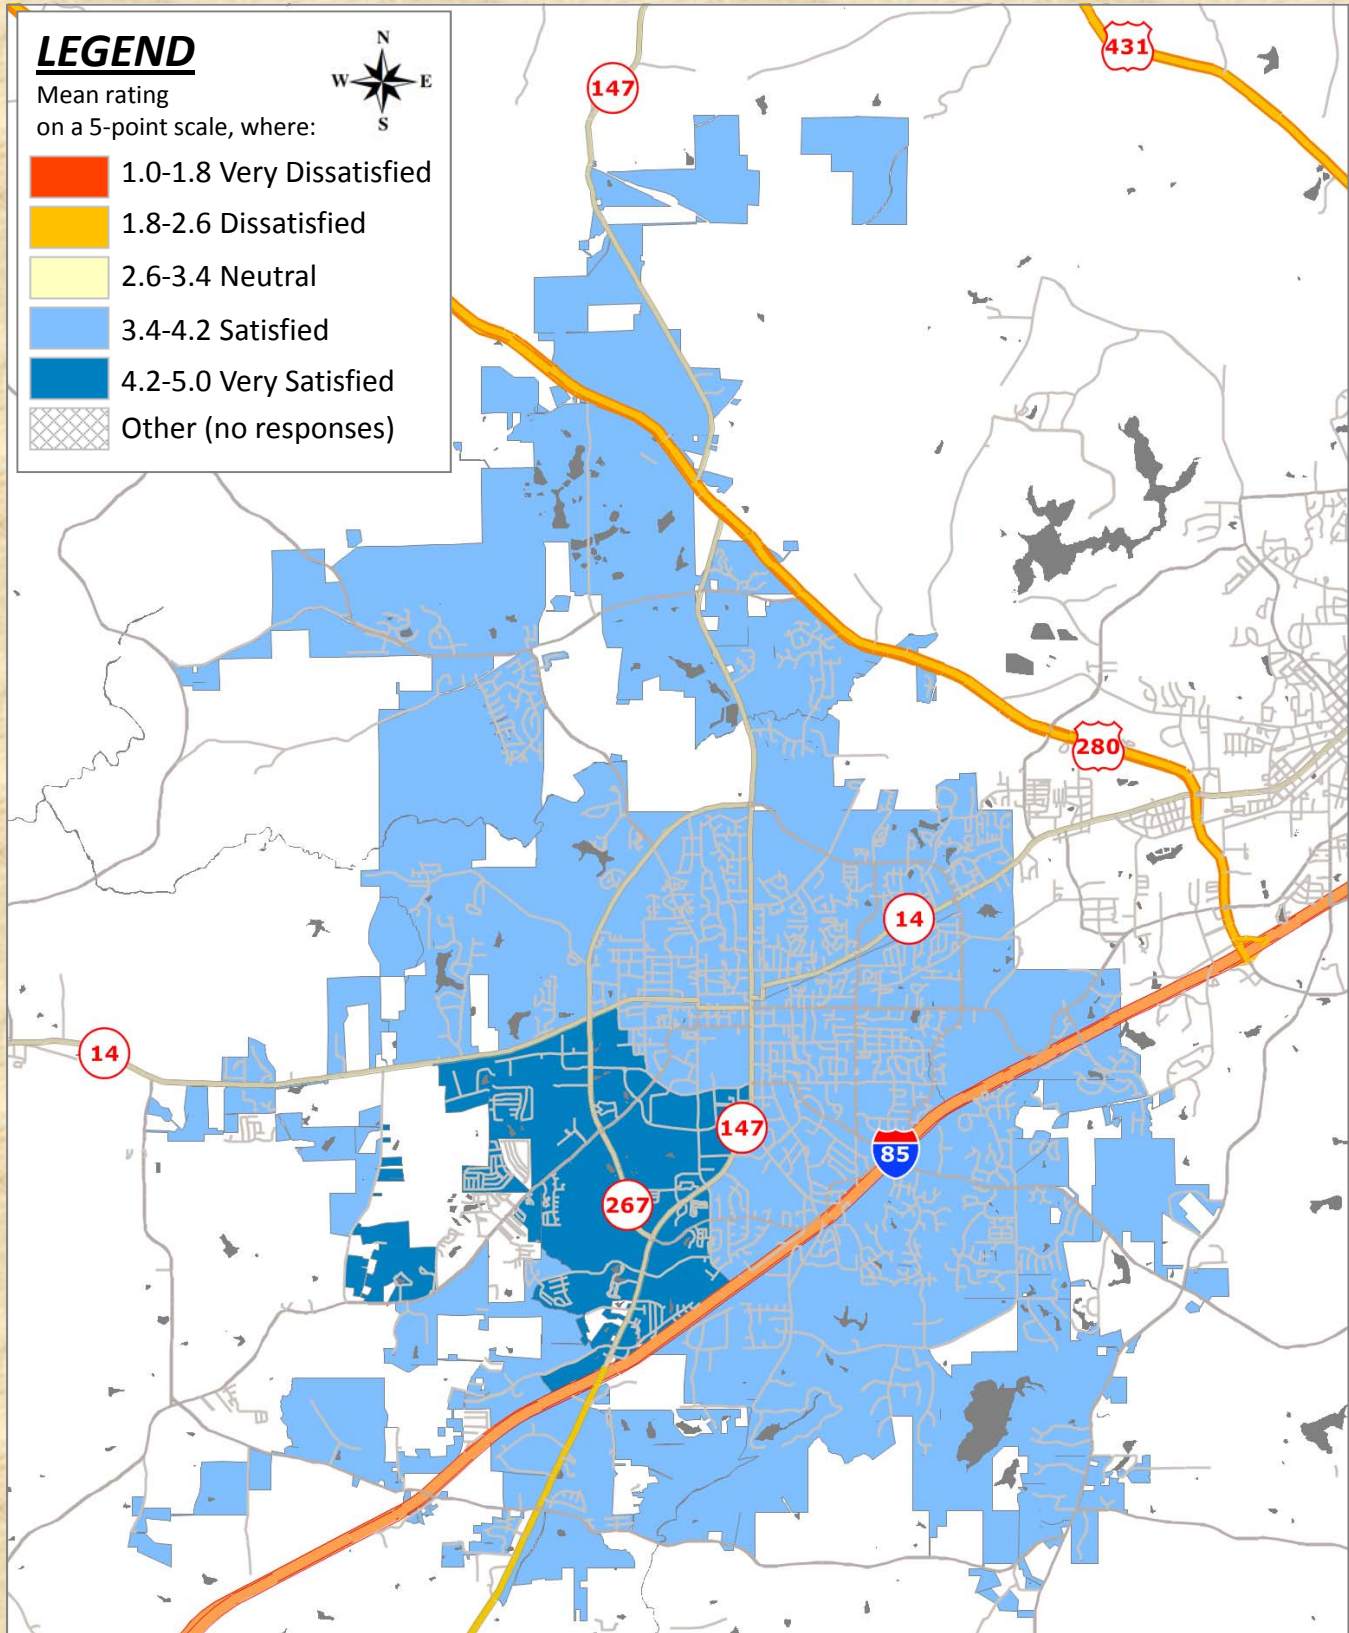 LEGEND
Mean rating
on a 5-point scale, where:
N
W E
S
1.0-1.8 Very Dissatisfied
1.8-2.6 Dissatisfied
2.6-3.4 Neutral
3.4-4.2 Satisfied
4.2-5.0 Very Satisfied
Other (no responses)
431
147
280
14
14
147
85
267